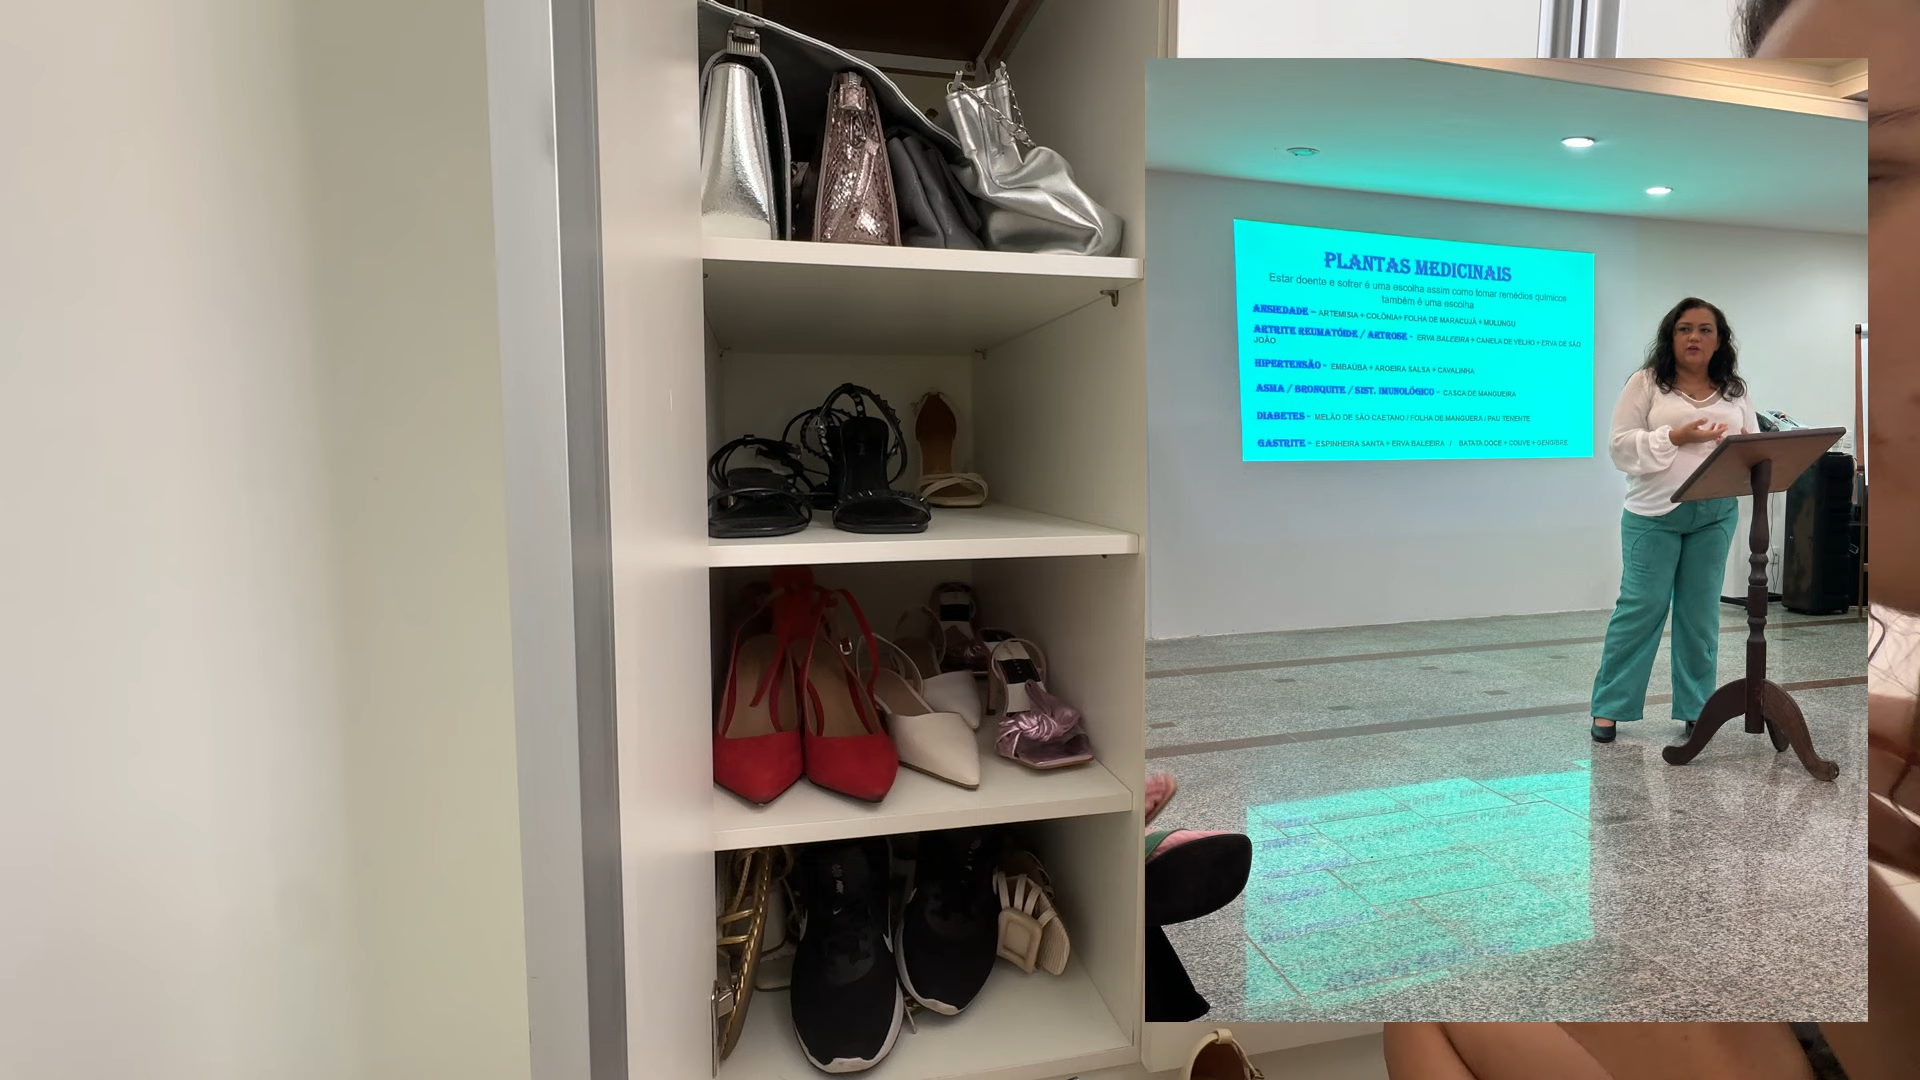 PLANTAS MEDICINAIS
Estar doente e sofrer é uma escolha assim como tomar remédios químicos
também é uma escolha
ANSIEDADE – ARTEMISIA + COLÔNIA+ FOLHA DE MARACUJÁ + MULUNGU
ARTRITE REUMATÓIDE / ARTROSE - ERVA BALEEIRA + CANELA DE VELHO + ERVA DE SÃO
JOÃO
HIPERTENSÃO - EMBAÚBA + AROEIRA SALSA + CAVALINHA
ASMA / BRONQUITE / SIST. IMUNOLÓGICO - CASCA DE MANGUEIRA
DIABETES - MELÃO DE SÃO CAETANO / FOLHA DE MANGUERA / PAU TENENTE
GASTRITE - ESPINHEIRA SANTA + ERVA BALEEIRA / BATATA DOCE + COUVE + GENGIBRE